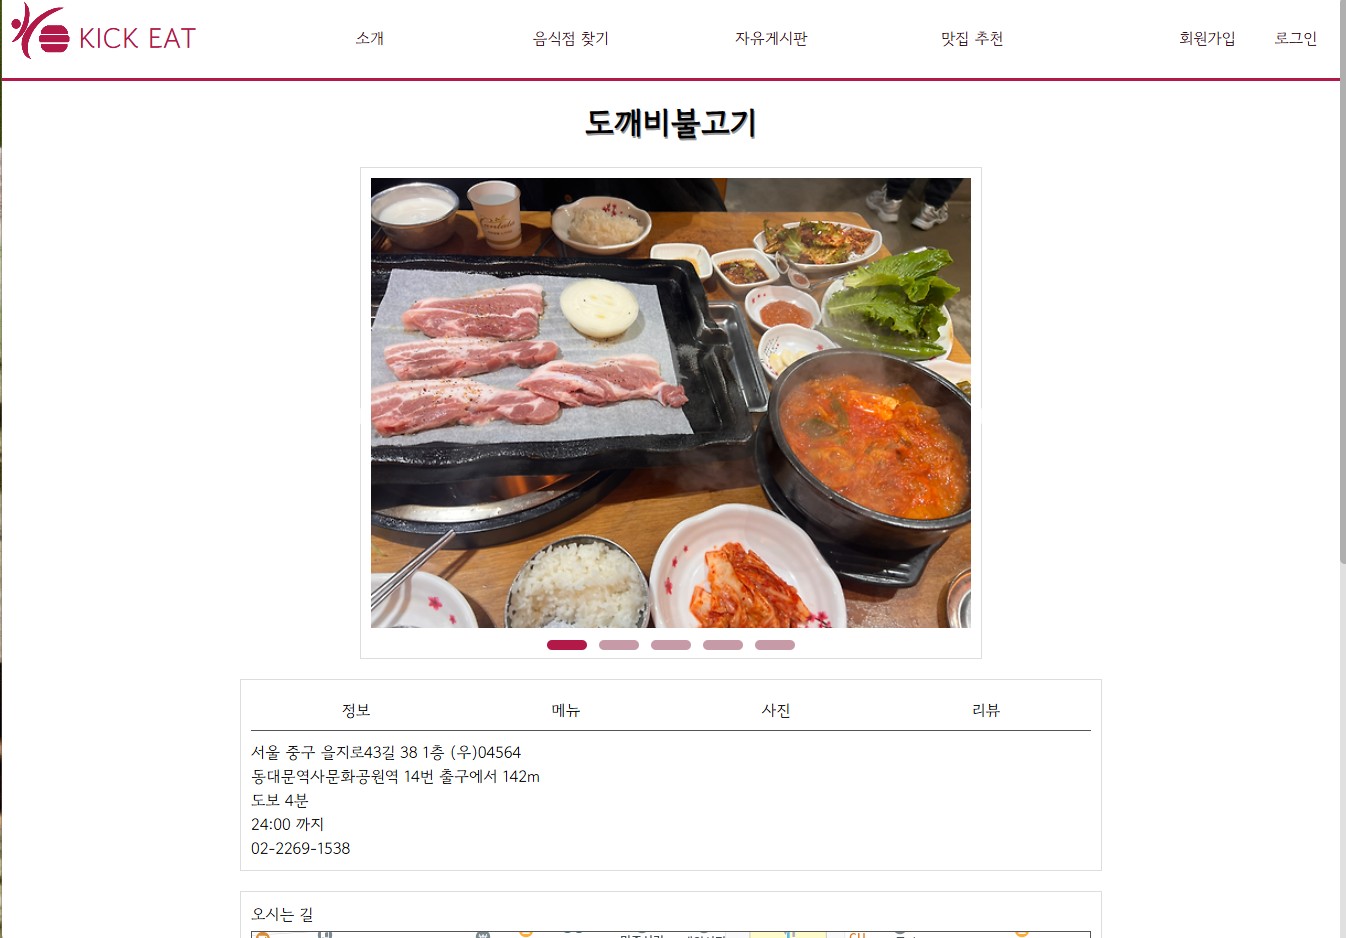 KICK EAT
소개
음식점 찾기
자유게시판
맛집 추천
회원가입
로그인
도깨비불고기
정보
메뉴
사진
리뷰
서울 중구 을지로43길 38 1층 (우)04564
동대문역사문화공원역 14번 출구에서 142m
도보 4분
24:00 까지
02-2269-1538
오시는 길